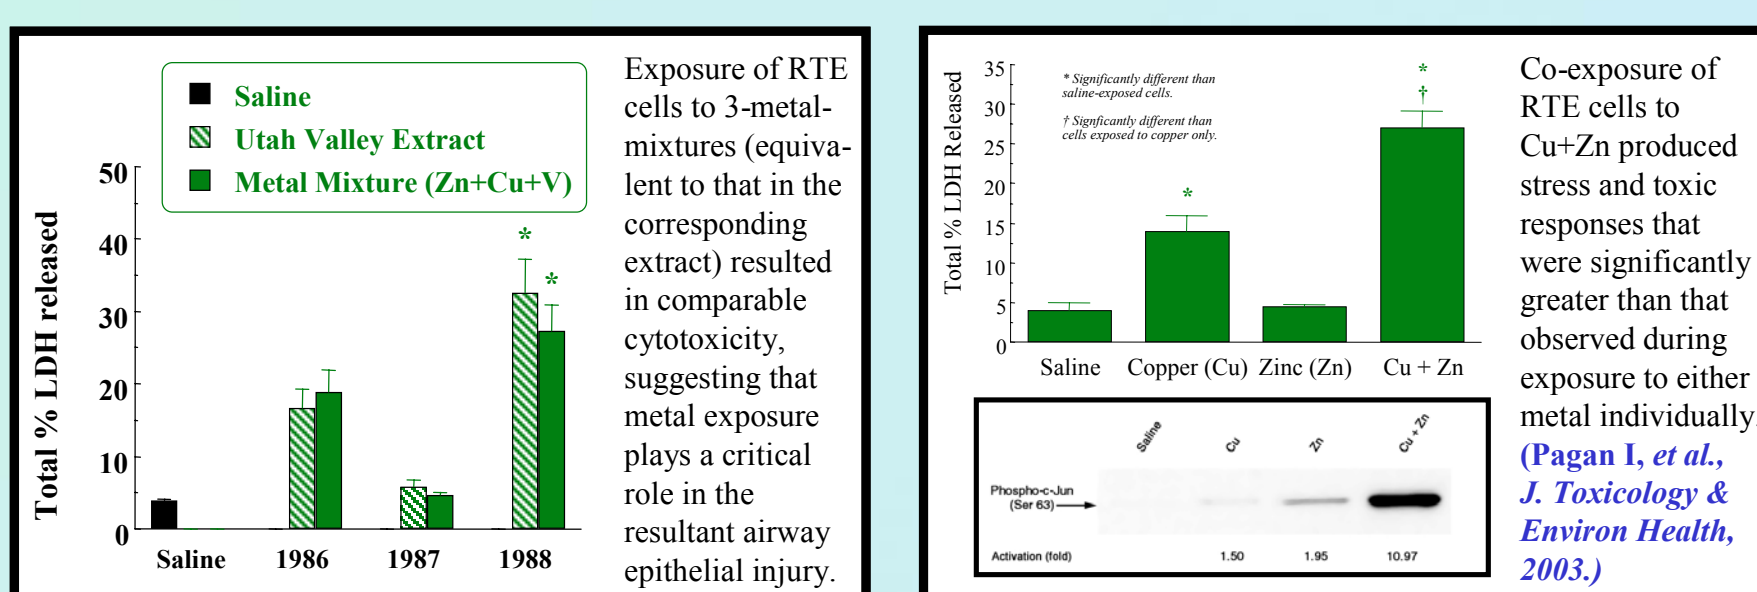 Saline
Utah Valley Extract
Metal Mixture (Zn+Cu+V)
Total % LDH released
50
40
30
20
10
0
*
*
Saline
1986
1987
1988
Exposure of RTE
cells to 3-metal-
mixtures (equiva-
lent to that in the
corresponding
extract) resulted
in comparable
cytotoxicity,
suggesting that
metal exposure
plays a critical
role in the
resultant airway
epithelial injury.
Total % LDH Released
35
30
25
20
15
10
5
0
* Significantly different than
saline-exposed cells.
† Signficantly different than
cells exposed to copper only.
*
*
†
Saline
Copper (Cu)
Zinc (Zn)
Cu + Zn
Saline
Cu
Zn
Cu + Zn
Phospho-c-Jun
(Ser 63)
Activation (fold)
1.50
1.95
10.97
Co-exposure of
RTE cells to
Cu+Zn produced
stress and toxic
responses that
were significantly
greater than that
observed during
exposure to either
metal individually.
(Pagan I, et al.,
J. Toxicology &
Environ Health,
2003.)